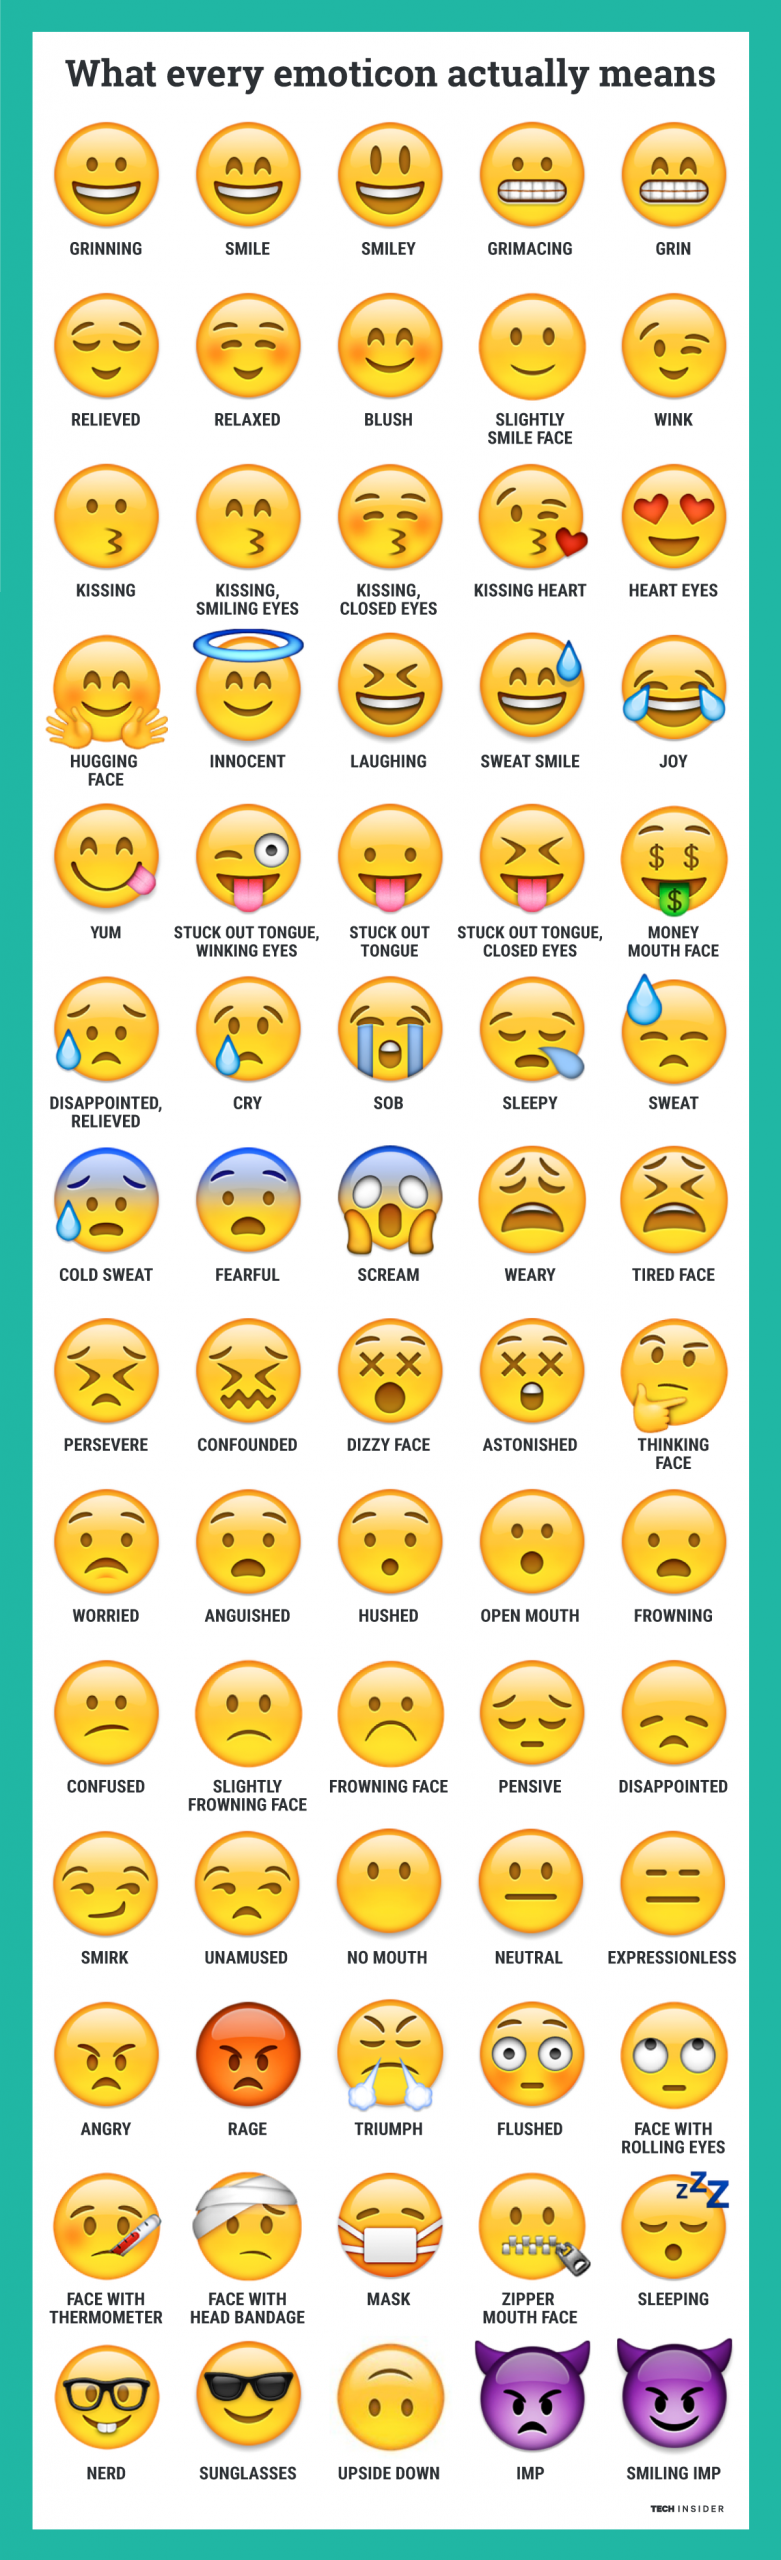 What every emoticon actually means
GRINNING
SMILE
SMILEY
GRIMACING
GRIN
RELIEVED
RELAXED
BLUSH
SLIGHTLY
SMILE FACE
WINK
KISSING
KISSING,
SMILING EYES
KISSING,
CLOSED EYES
KISSING HEART
HEART EYES
HUGGING
FACE
INNOCENT
LAUGHING
SWEAT SMILE
JOY
$ $
$
YUM
STUCK OUT TONGUE,
WINKING EYES
STUCK OUT
TONGUE
STUCK OUT TONGUE,
CLOSED EYES
MONEY
MOUTH FACE
DISAPPOINTED,
RELIEVED
CRY
SOB
SLEEPY
SWEAT
COLD SWEAT
FEARFUL
SCREAM
WEARY
TIRED FACE
PERSEVERE
CONFOUNDED
DIZZY FACE
ASTONISHED
THINKING
FACE
WORRIED
ANGUISHED
HUSHED
OPEN MOUTH
FROWNING
CONFUSED
SLIGHTLY
FROWNING FACE
FROWNING FACE
PENSIVE
DISAPPOINTED
SMIRK
UNAMUSED
NO MOUTH
NEUTRAL
EXPRESSIONLESS
ANGRY
RAGE
TRIUMPH
FLUSHED
FACE WITH
ROLLING EYES
zZZ
FACE WITH
THERMOMETER
FACE WITH
HEAD BANDAGE
MASK
ZIPPER
MOUTH FACE
SLEEPING
NERD
SUNGLASSES
UPSIDE DOWN
IMP
SMILING IMP
TECH INSIDER